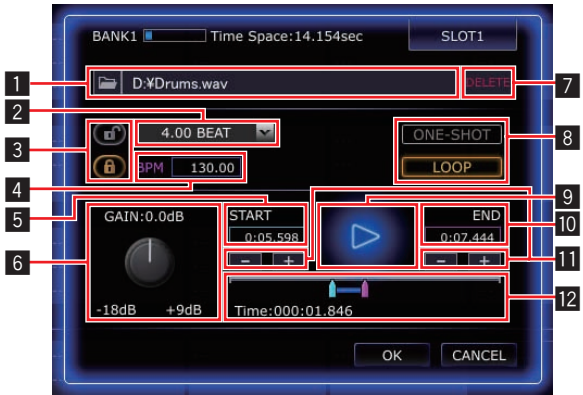 BANK1 Time Space:14.154sec SLOT1
1 D:¥Drums.wav DELETE 7
2 4.00 BEAT
3 ONE-SHOT 8
4 BPM 130.00 LOOP
5 9
GAIN:0.0dB START END 10
0:05.598 0:07.444
6 − + − + 11
12
-18dB +9dB Time:000:01.846
OK CANCEL